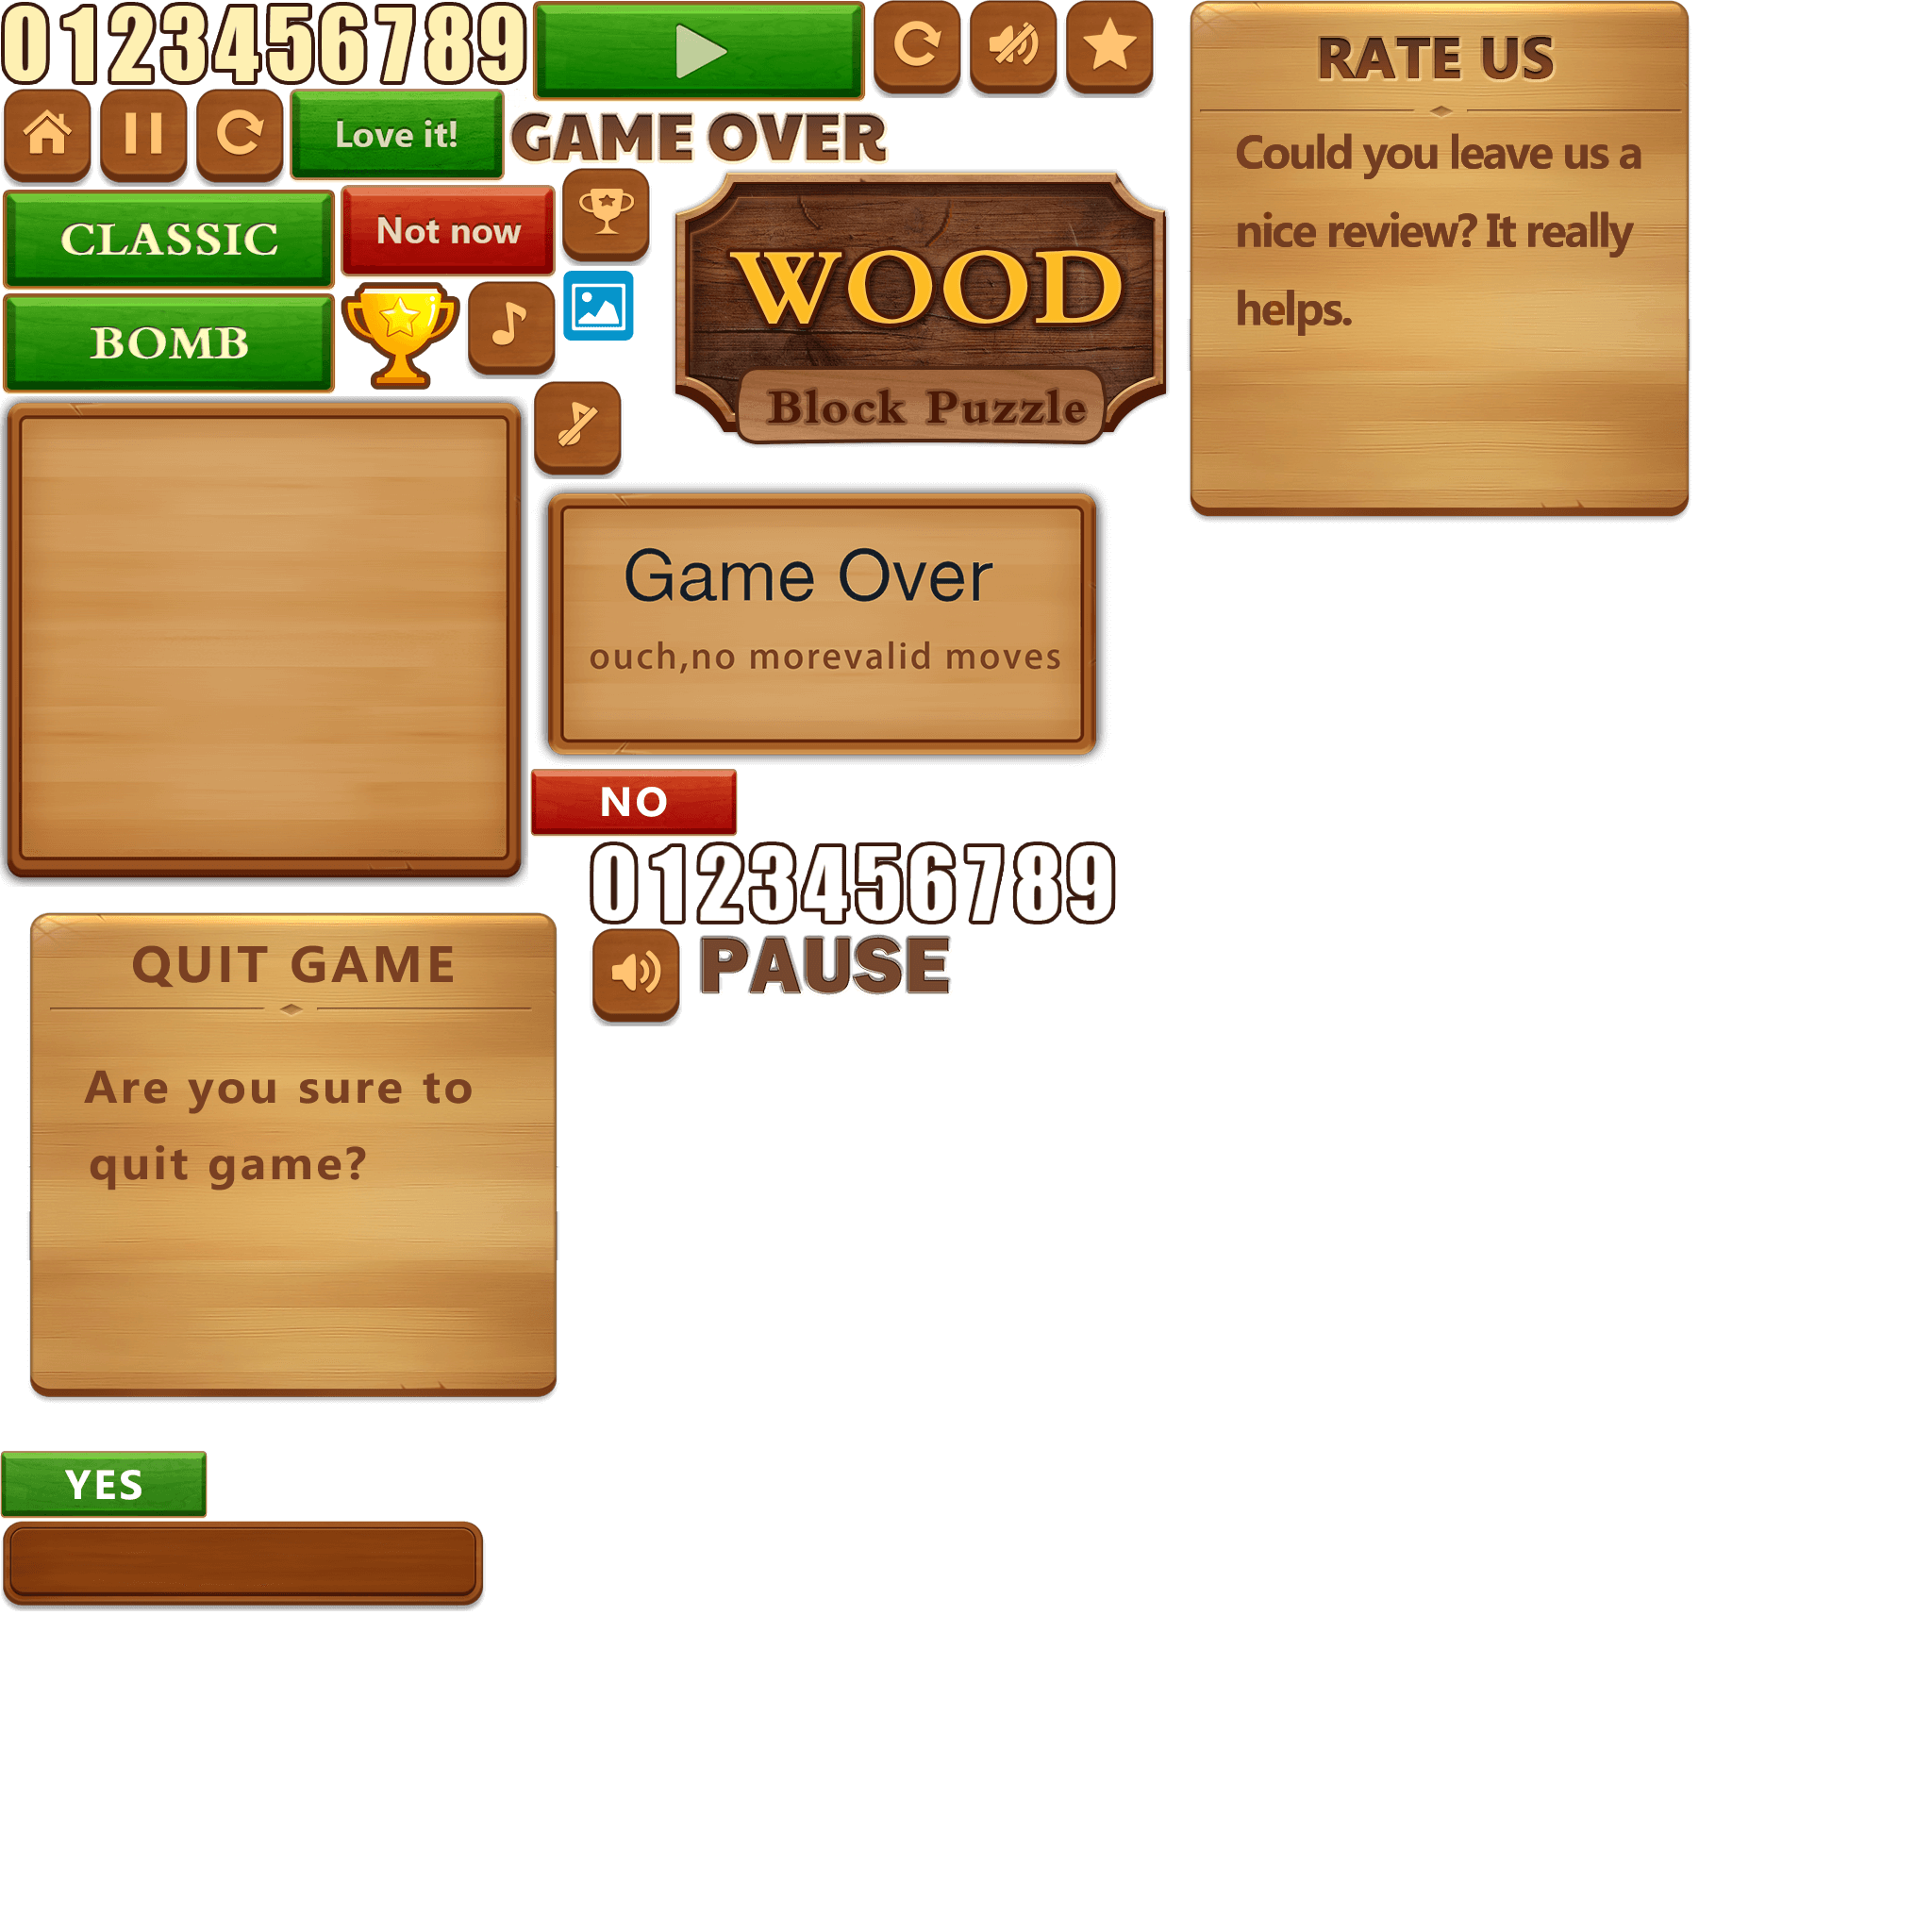 0123456789
Love it!
GAME OVER
CLASSIC
Not now
BOMB
WOOD
Block Puzzle
RATE US
Could you leave us a
nice review? It really
helps.
Game Over
ouch,no morevalid moves
NO
0123456789
PAUSE
QUIT GAME
Are you sure to
quit game?
YES